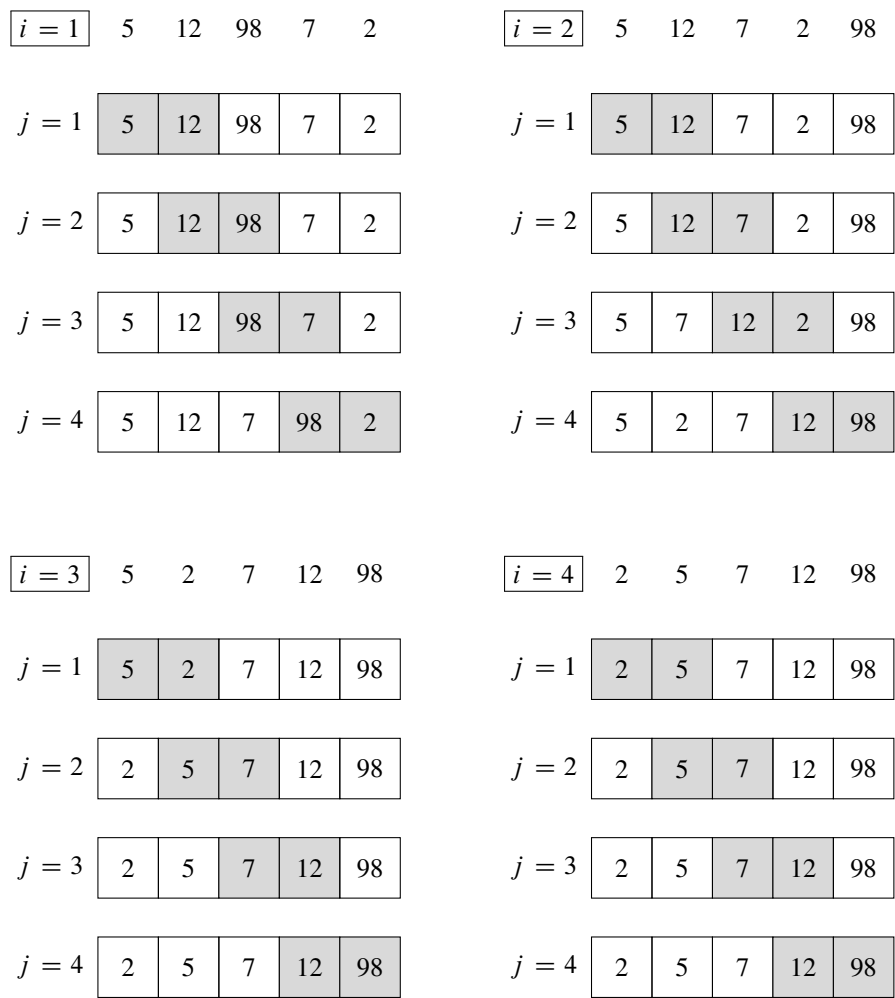 i = 1 5 12 98 7 2
j = 1 5 12 98 7 2
j = 2 5 12 98 7 2
j = 3 5 12 98 7 2
j = 4 5 12 7 98 2
i = 2 5 12 7 2 98
j = 1 5 12 7 2 98
j = 2 5 12 7 2 98
j = 3 5 7 12 2 98
j = 4 5 2 7 12 98
i = 3 5 2 7 12 98
j = 1 5 2 7 12 98
j = 2 2 5 7 12 98
j = 3 2 5 7 12 98
j = 4 2 5 7 12 98
i = 4 2 5 7 12 98
j = 1 2 5 7 12 98
j = 2 2 5 7 12 98
j = 3 2 5 7 12 98
j = 4 2 5 7 12 98